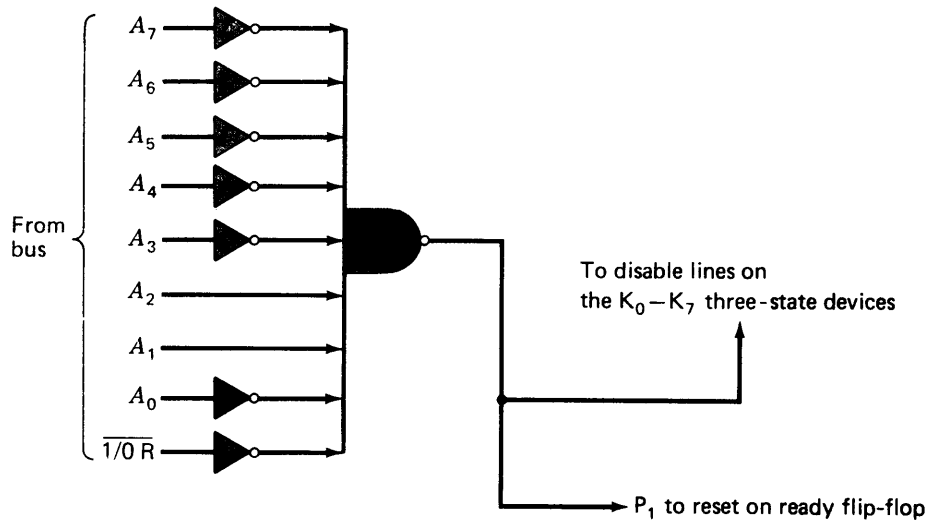 A₇
A₆
A₅
A₄
From
bus
A₃
A₂
A₁
A₀
1/0 R
To disable lines on
the K₀–K₇ three-state devices
P₁ to reset on ready flip-flop